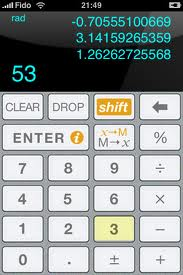 Fido 21:49
rad -0.70555100669
3.14159265359
1.26262725568
53
CLEAR DROP shift ←
ENTER i x→M M→x %
7 8 9 ÷
4 5 6 ×
1 2 3 −
0 . ± +